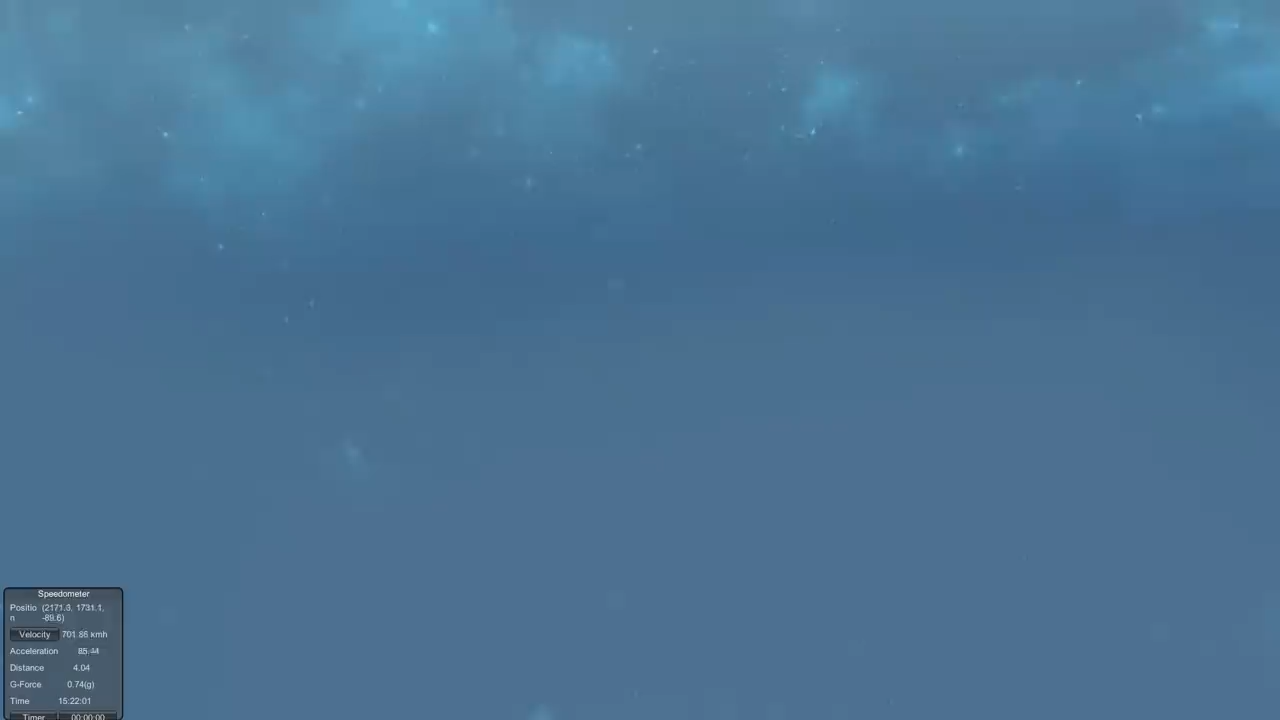 Speedometer
Positio (2171.3, 1731.1,
n -89.6)
Velocity 701.86 kmh
Acceleration 85.44
Distance 4.04
G-Force 0.74(g)
Time 15:22:01
Timer 00:00:00